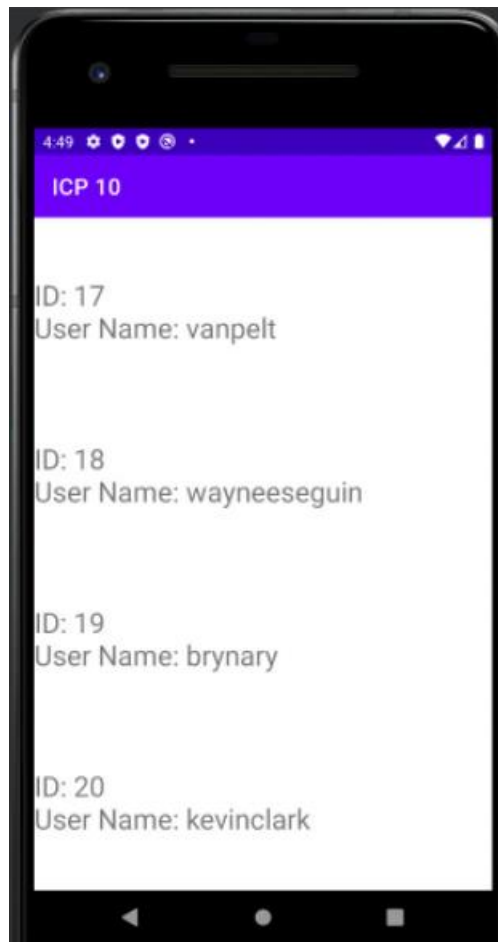 4:49
ICP 10
ID: 17
User Name: vanpelt
ID: 18
User Name: wayneeseguin
ID: 19
User Name: brynary
ID: 20
User Name: kevinclark